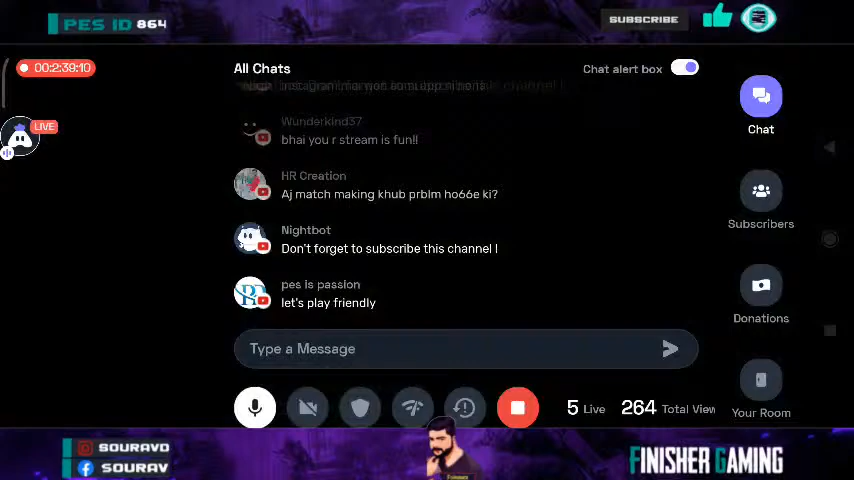 PES ID 864
SUBSCRIBE
00:2:39:10
All Chats
Chat alert box
LIVE
Wunderkind37
bhai you r stream is fun!!
Chat
HR Creation
Aj match making khub prblm ho66e ki?
Subscribers
Nightbot
Don't forget to subscribe this channel !
pes is passion
let's play friendly
Donations
Type a Message
5 Live
264 Total View
Your Room
SOURAVD
SOURAV
FINISHER GAMING